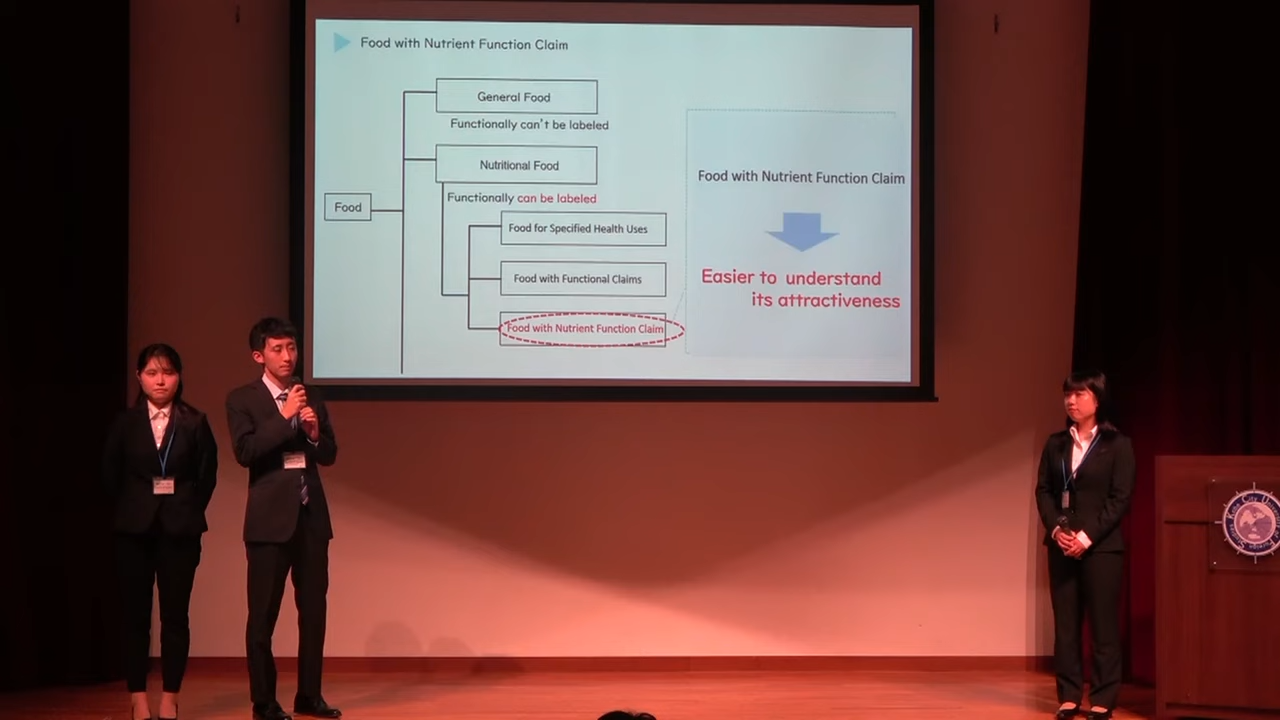 Food with Nutrient Function Claim
General Food
Functionally can't be labeled
Nutritional Food
Functionally can be labeled
Food
Food for Specified Health Uses
Food with Functional Claims
Food with Nutrient Function Claim
Food with Nutrient Function Claim
Easier to understand
its attractiveness